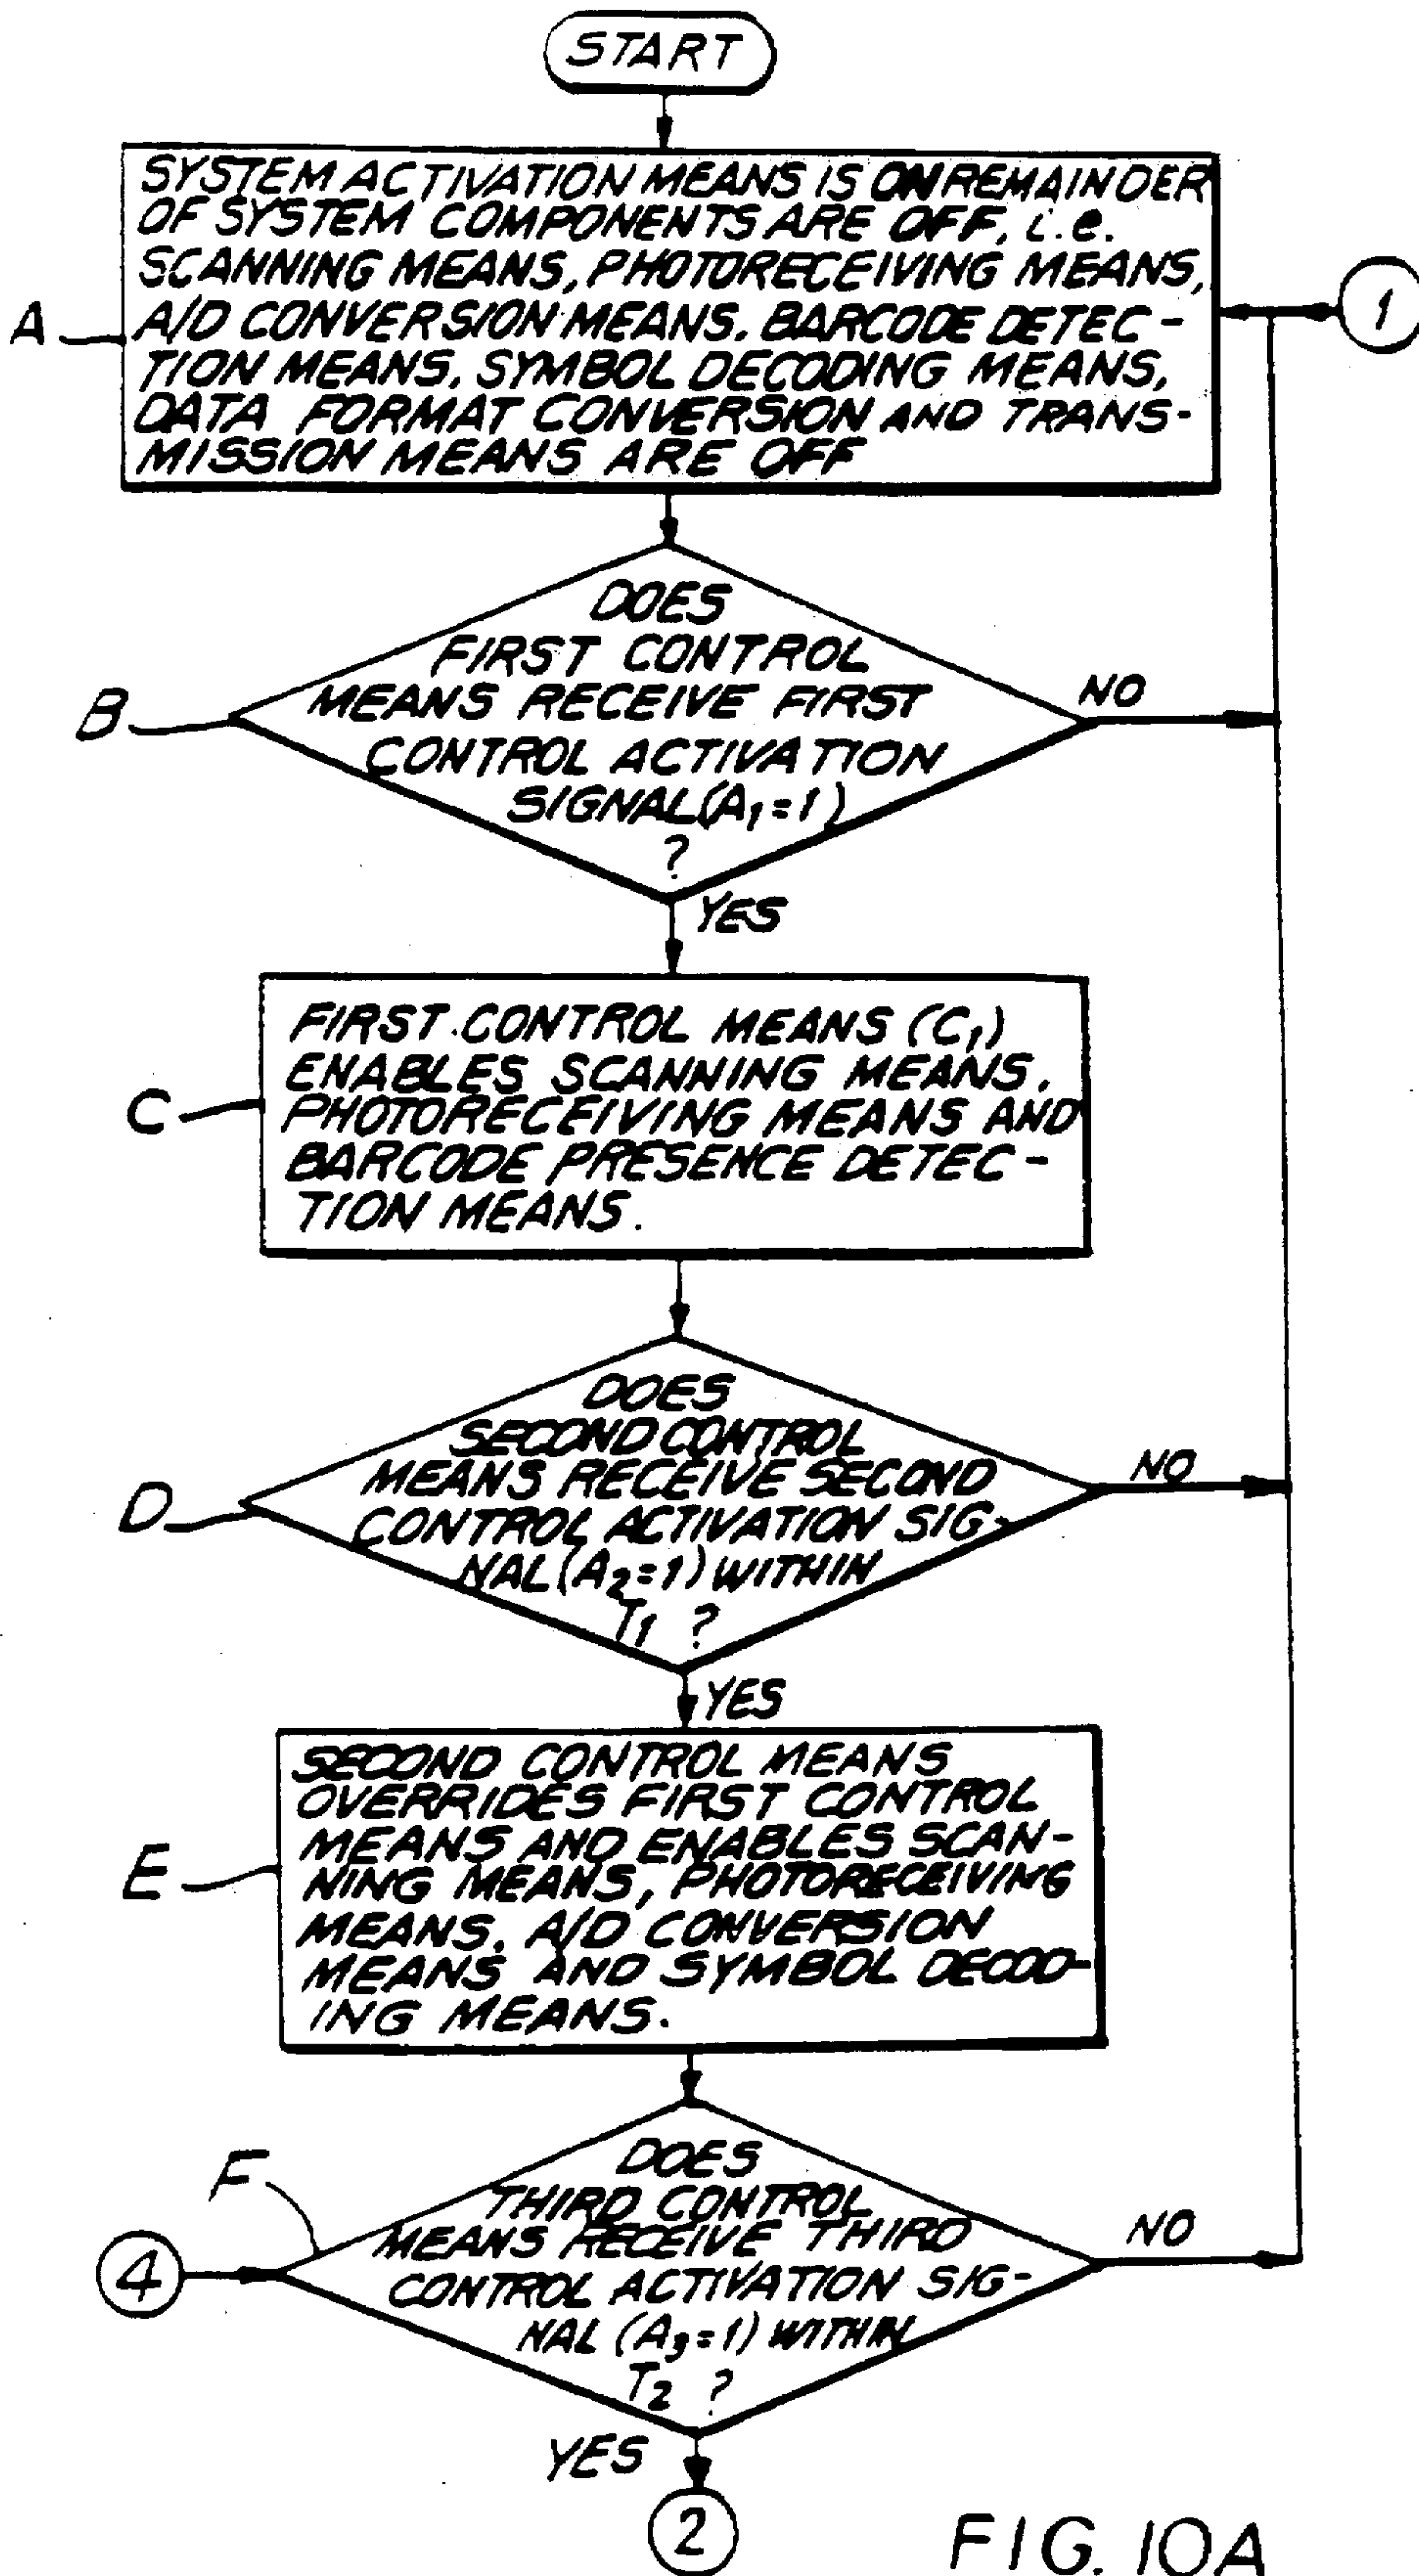 START
SYSTEM ACTIVATION MEANS IS ON REMAINDER
OF SYSTEM COMPONENTS ARE OFF, i.e.
SCANNING MEANS, PHOTORECEIVING MEANS,
A/D CONVERSION MEANS. BARCODE DETEC-
TION MEANS, SYMBOL DECODING MEANS,
DATA FORMAT CONVERSION AND TRANS-
MISSION MEANS ARE OFF
A
1
DOES
FIRST CONTROL
MEANS RECEIVE FIRST
CONTROL ACTIVATION
SIGNAL (A₁=1)
?
B
NO
YES
FIRST CONTROL MEANS (C₁)
ENABLES SCANNING MEANS.
PHOTORECEIVING MEANS AND
BARCODE PRESENCE DETEC-
TION MEANS.
C
DOES
SECOND CONTROL
MEANS RECEIVE SECOND
CONTROL ACTIVATION SIG-
NAL (A₂=1) WITHIN
T₁ ?
D
NO
YES
SECOND CONTROL MEANS
OVERRIDES FIRST CONTROL
MEANS AND ENABLES SCAN-
NING MEANS, PHOTORECEIVING
MEANS. A/D CONVERSION
MEANS AND SYMBOL DECOD-
ING MEANS.
E
F
DOES
THIRD CONTROL
MEANS RECEIVE THIRD
CONTROL ACTIVATION SIG-
NAL (A₃=1) WITHIN
T₂ ?
4
NO
YES
2
FIG. 10A